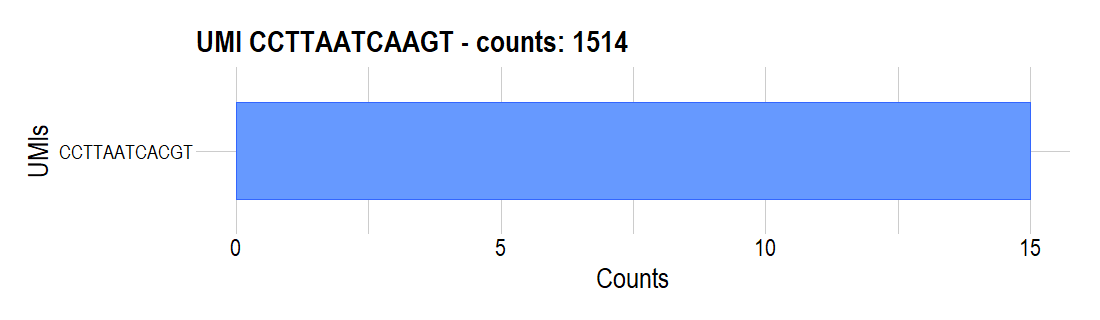 UMI CCTTAATCAAGT - counts: 1514
UMIs
CCTTAATCACGT
0 5 10 15
Counts